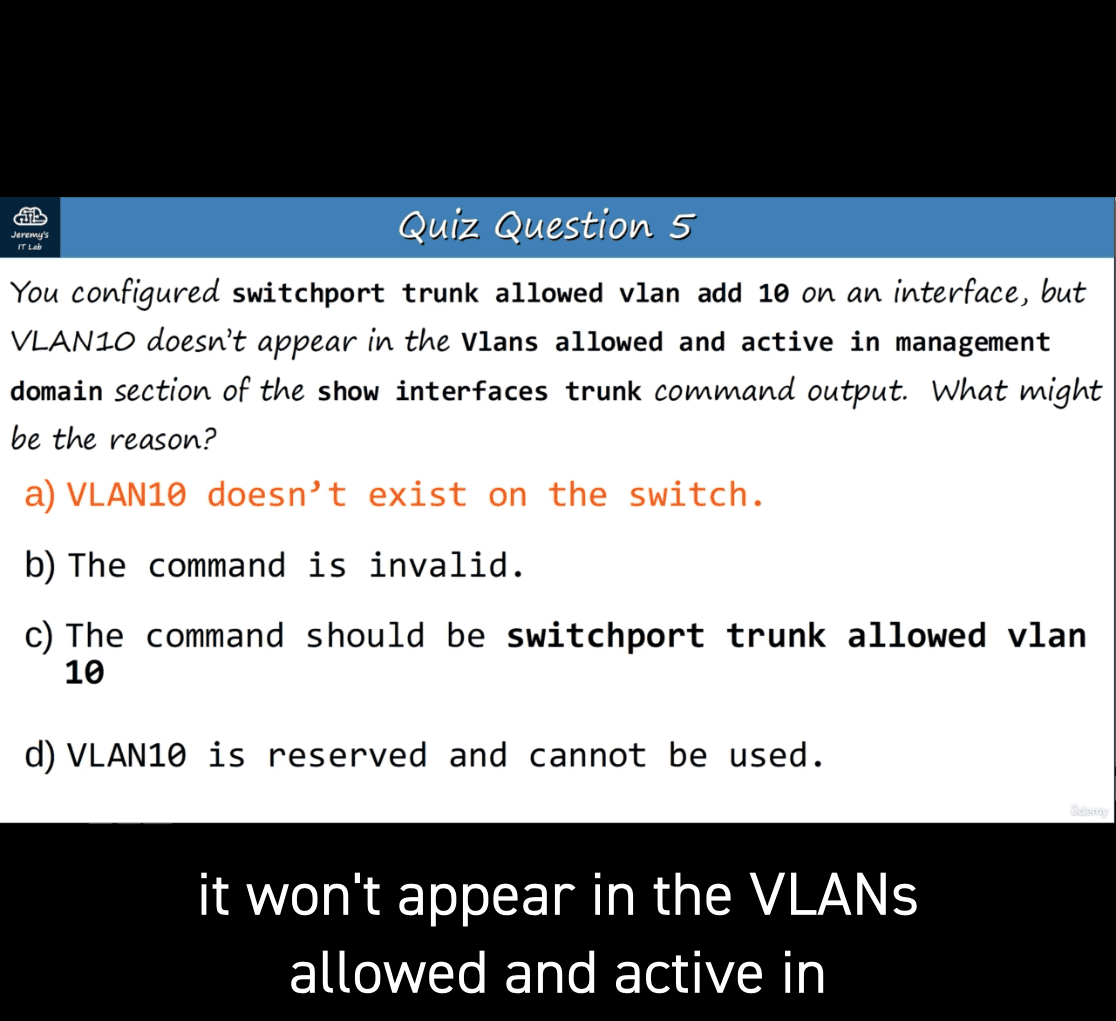 Jeremy's
IT Lab
Quiz Question 5
You configured switchport trunk allowed vlan add 10 on an interface, but
VLAN10 doesn't appear in the Vlans allowed and active in management
domain section of the show interfaces trunk command output. What might
be the reason?
a) VLAN10 doesn’t exist on the switch.
b) The command is invalid.
c) The command should be switchport trunk allowed vlan
10
d) VLAN10 is reserved and cannot be used.
Udemy
it won't appear in the VLANs
allowed and active in